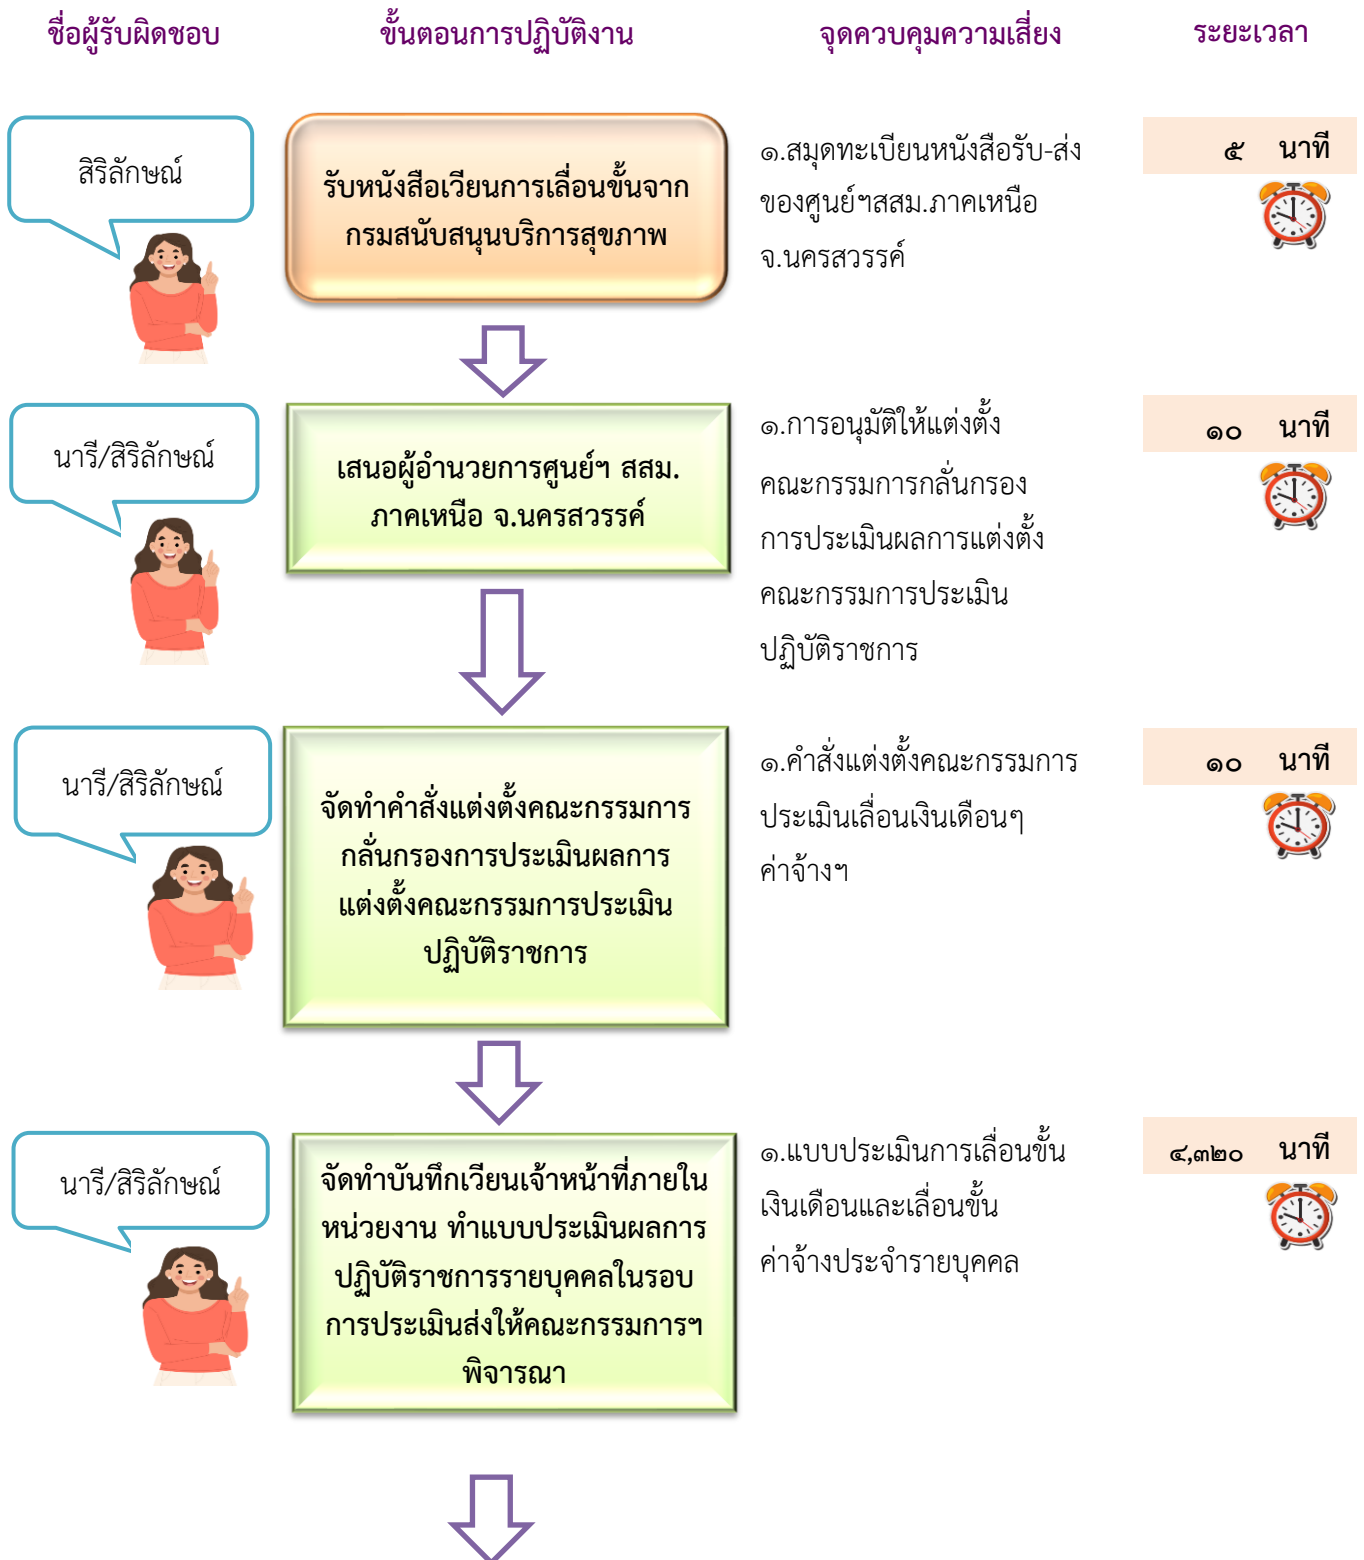 ชื่อผู้รับผิดชอบ ขั้นตอนการปฏิบัติงาน จุดควบคุมความเสี่ยง ระยะเวลา
สิริลักษณ์
รับหนังสือเวียนการเลื่อนขั้นจาก
กรมสนับสนุนบริการสุขภาพ
๑.สมุดทะเบียนหนังสือรับ-ส่ง
ของศูนย์ฯสสม.ภาคเหนือ
จ.นครสวรรค์
๕ นาที
นารี/สิริลักษณ์
เสนอผู้อำนวยการศูนย์ฯ สสม.
ภาคเหนือ จ.นครสวรรค์
๑.การอนุมัติให้แต่งตั้ง
คณะกรรมการกลั่นกรอง
การประเมินผลการแต่งตั้ง
คณะกรรมการประเมิน
ปฏิบัติราชการ
๑๐ นาที
นารี/สิริลักษณ์
จัดทำคำสั่งแต่งตั้งคณะกรรมการ
กลั่นกรองการประเมินผลการ
แต่งตั้งคณะกรรมการประเมิน
ปฏิบัติราชการ
๑.คำสั่งแต่งตั้งคณะกรรมการ
ประเมินเลื่อนเงินเดือนๆ
ค่าจ้างฯ
๑๐ นาที
นารี/สิริลักษณ์
จัดทำบันทึกเวียนเจ้าหน้าที่ภายใน
หน่วยงาน ทำแบบประเมินผลการ
ปฏิบัติราชการรายบุคคลในรอบ
การประเมินส่งให้คณะกรรมการฯ
พิจารณา
๑.แบบประเมินการเลื่อนขั้น
เงินเดือนและเลื่อนขั้น
ค่าจ้างประจำรายบุคคล
๔,๓๒๐ นาที